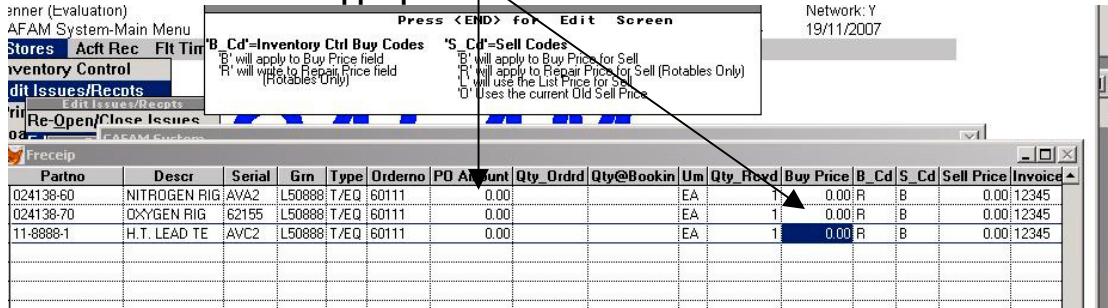 enner (Evaluation)
Network: Y
AFAM System-Main Menu
19/11/2007
Press <END> for Edit Screen
Stores Acft Rec Flt Tim
'B_Cd'=Inventory Ctrl Buy Codes 'S_Cd'=Sell Codes
'B' will apply to Buy Price field 'B' will apply to Buy Price for Sell
'R' will write to Repair Price field 'R' will apply to Repair Price for Sell (Rotables Only)
(Rotables Only) 'L' will use the List Price for Sell
'O' Uses the current Old Sell Price
nventory Control
dit Issues/Recpts
Edit Issues/Recpts
Re-Open/Close Issues
Freceip
Partno Descr Serial Grn Type Orderno PO Amount Qty_Ordrd Qty@Bookin Um Qty_Rcvd Buy Price B_Cd S_Cd Sell Price Invoice
024138-60 NITROGEN RIG AVA2 L50888 T/EQ 60111 0.00 EA 1 0.00 R B 0.00 12345
024138-70 OXYGEN RIG 62155 L50888 T/EQ 60111 0.00 EA 1 0.00 R B 0.00 12345
11-8888-1 H.T. LEAD TE AVC2 L50888 T/EQ 60111 0.00 EA 1 0.00 R B 0.00 12345